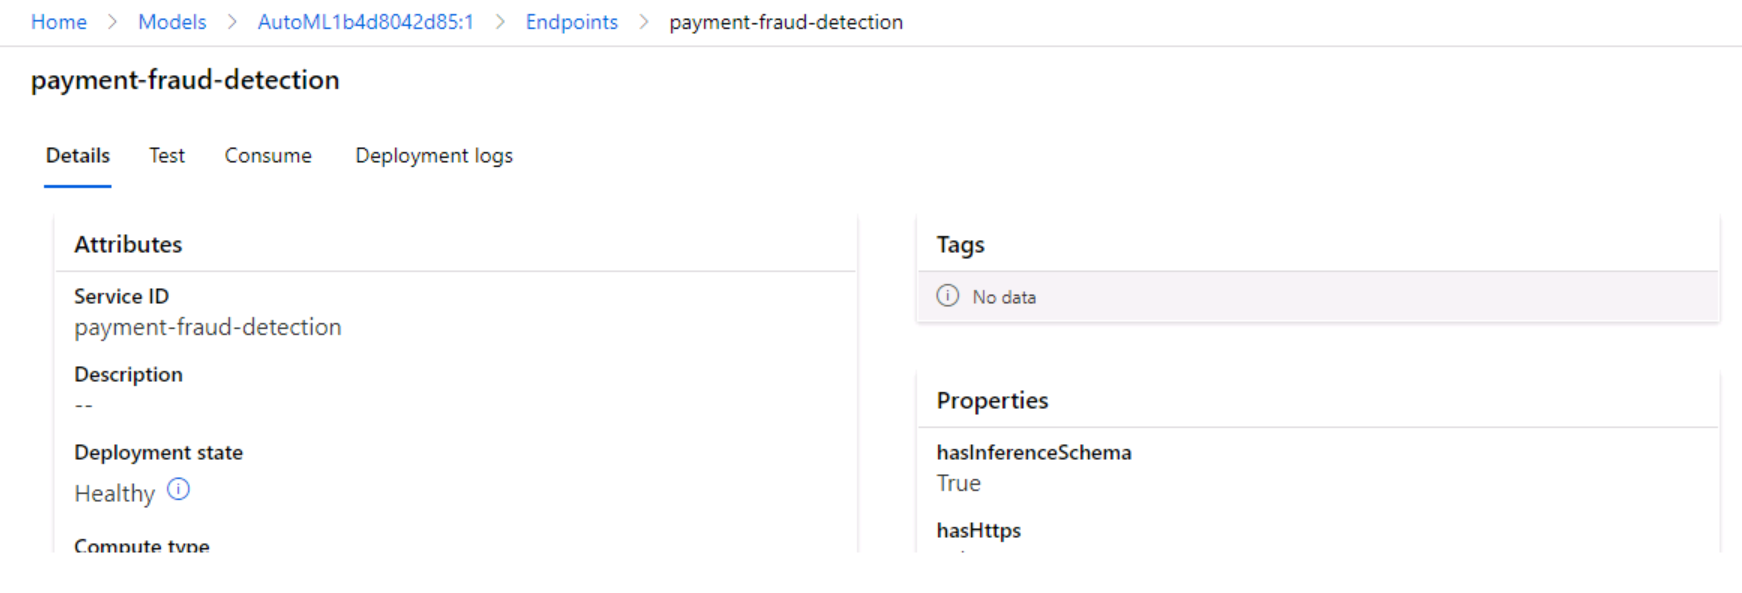 Home > Models > AutoML1b4d8042d85:1 > Endpoints > payment-fraud-detection
payment-fraud-detection
Details Test Consume Deployment logs
Attributes
Service ID
payment-fraud-detection
Description
--
Deployment state
Healthy
Compute type
Tags
No data
Properties
hasInferenceSchema
True
hasHttps